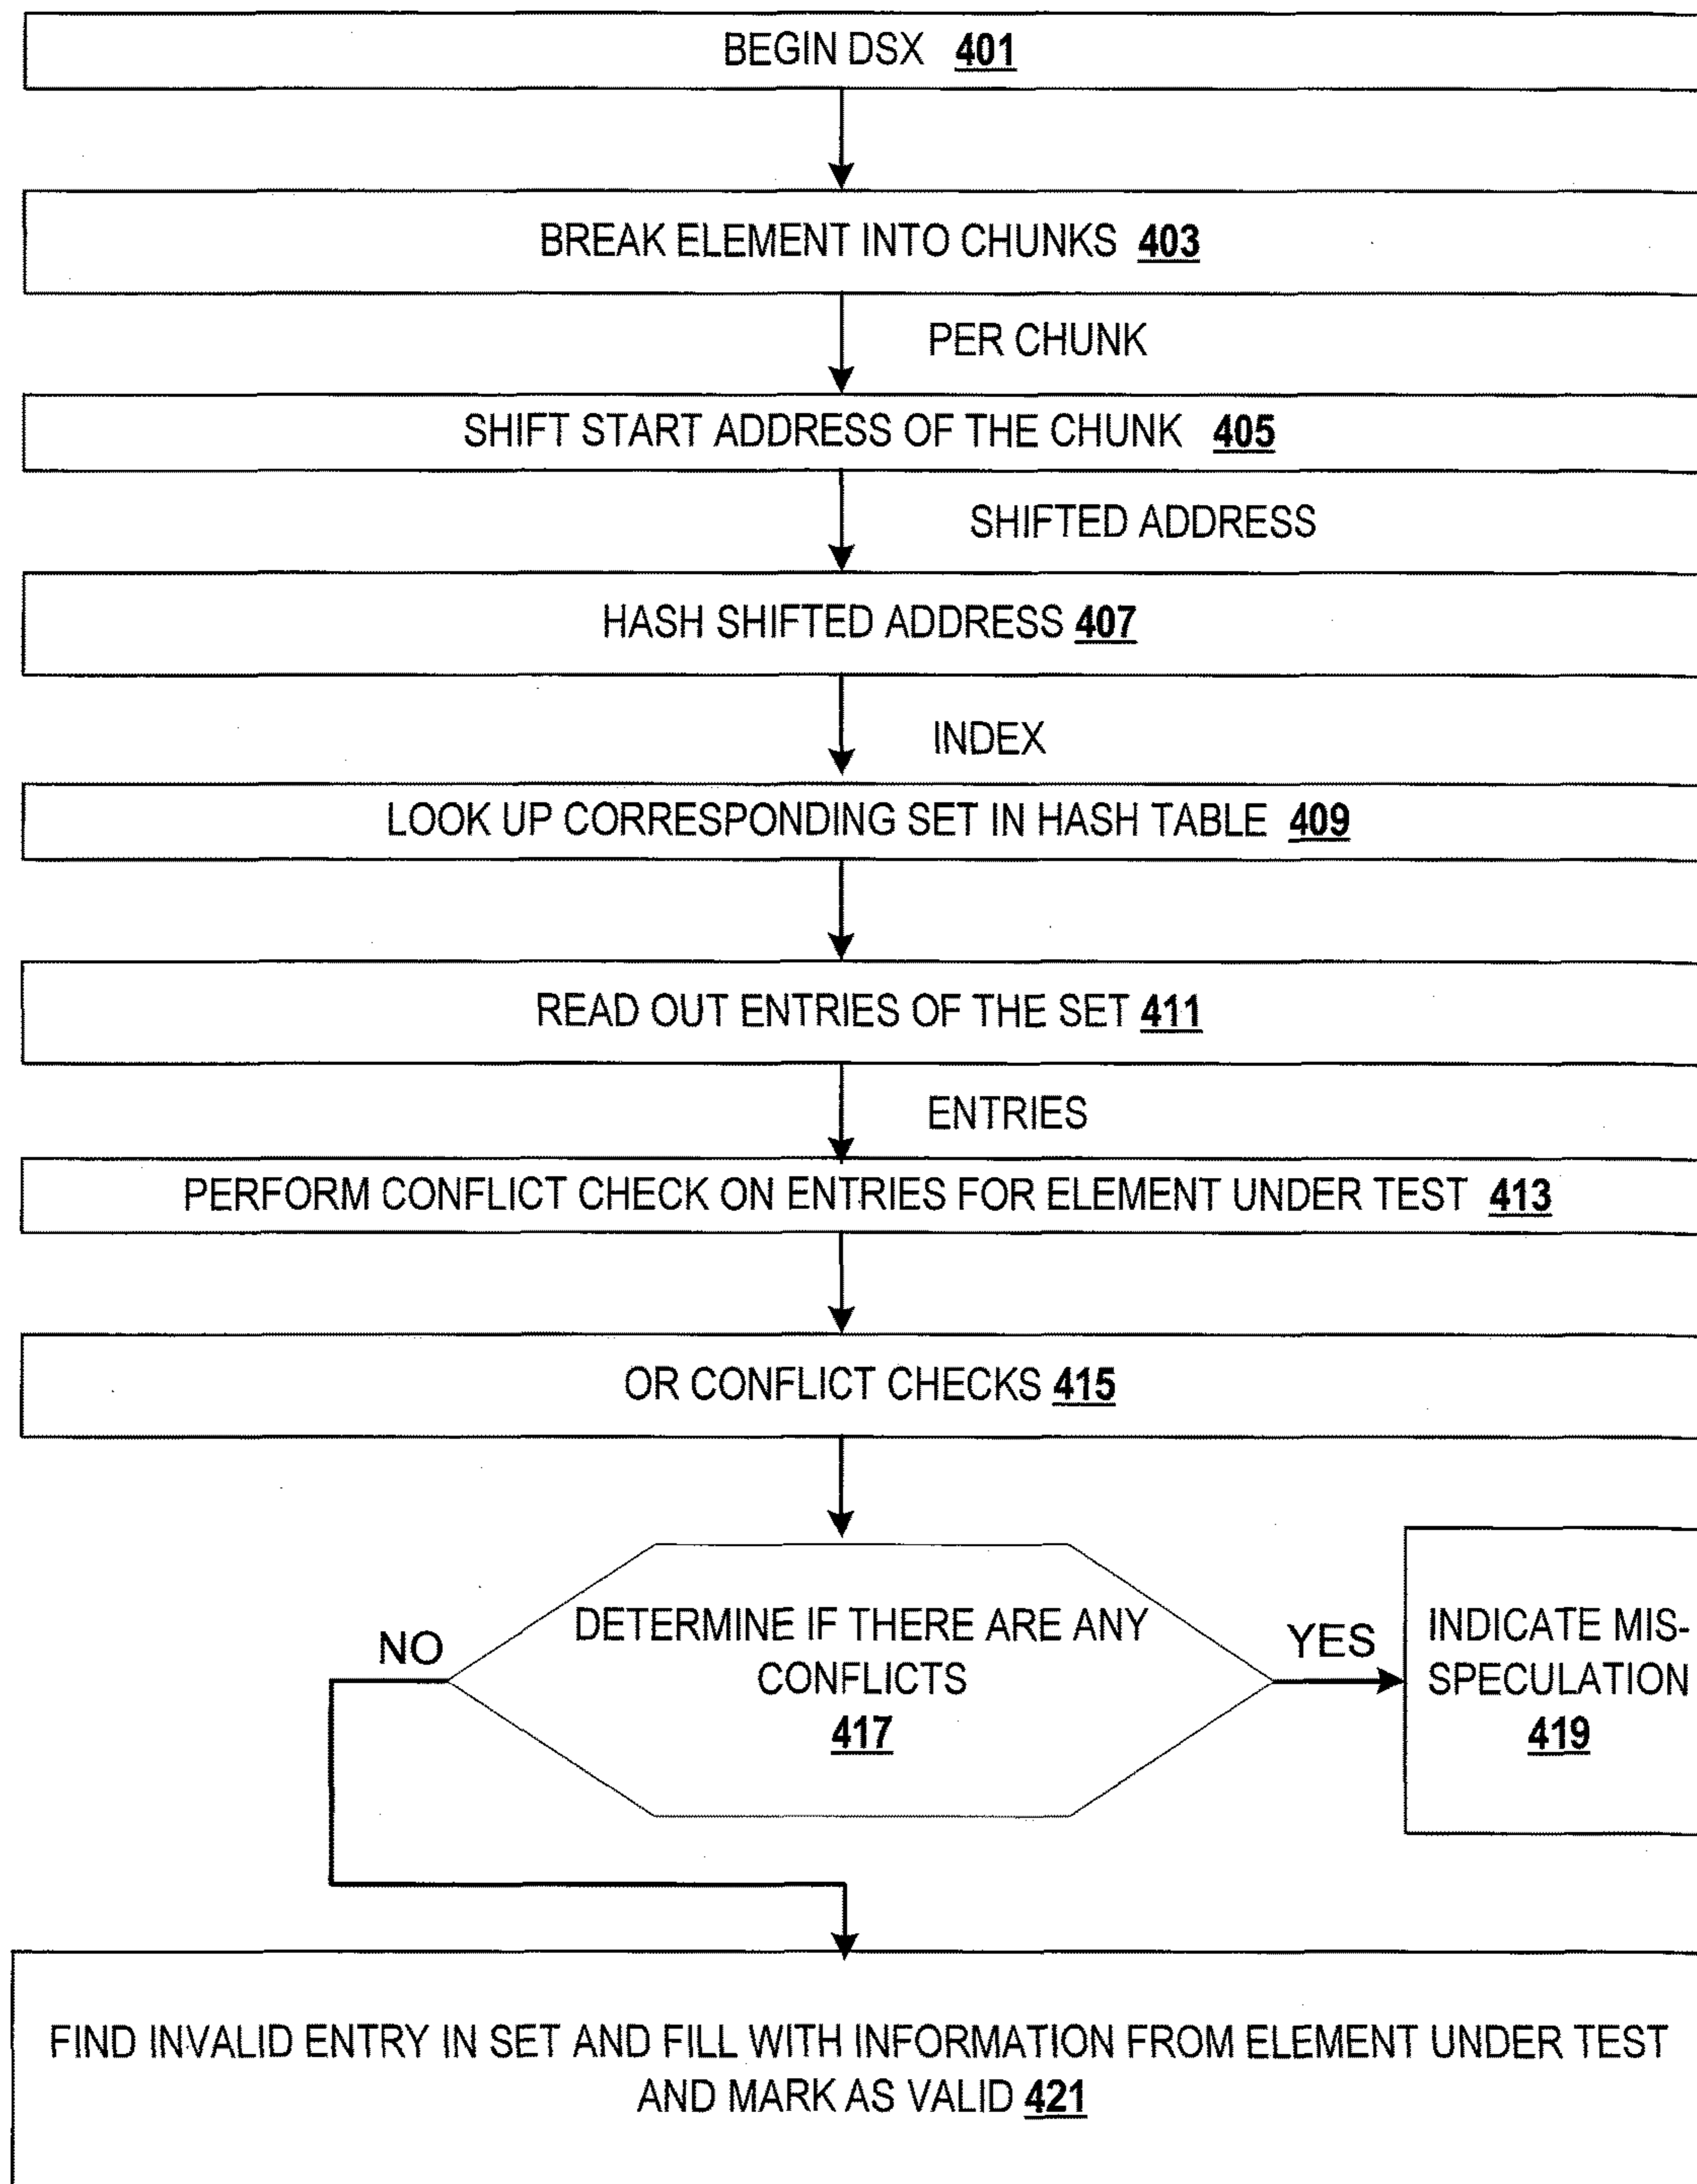 BEGIN DSX 401
BREAK ELEMENT INTO CHUNKS 403
PER CHUNK
SHIFT START ADDRESS OF THE CHUNK 405
SHIFTED ADDRESS
HASH SHIFTED ADDRESS 407
INDEX
LOOK UP CORRESPONDING SET IN HASH TABLE 409
READ OUT ENTRIES OF THE SET 411
ENTRIES
PERFORM CONFLICT CHECK ON ENTRIES FOR ELEMENT UNDER TEST 413
OR CONFLICT CHECKS 415
DETERMINE IF THERE ARE ANY
CONFLICTS
417
NO
YES
INDICATE MIS-
SPECULATION
419
FIND INVALID ENTRY IN SET AND FILL WITH INFORMATION FROM ELEMENT UNDER TEST
AND MARK AS VALID 421